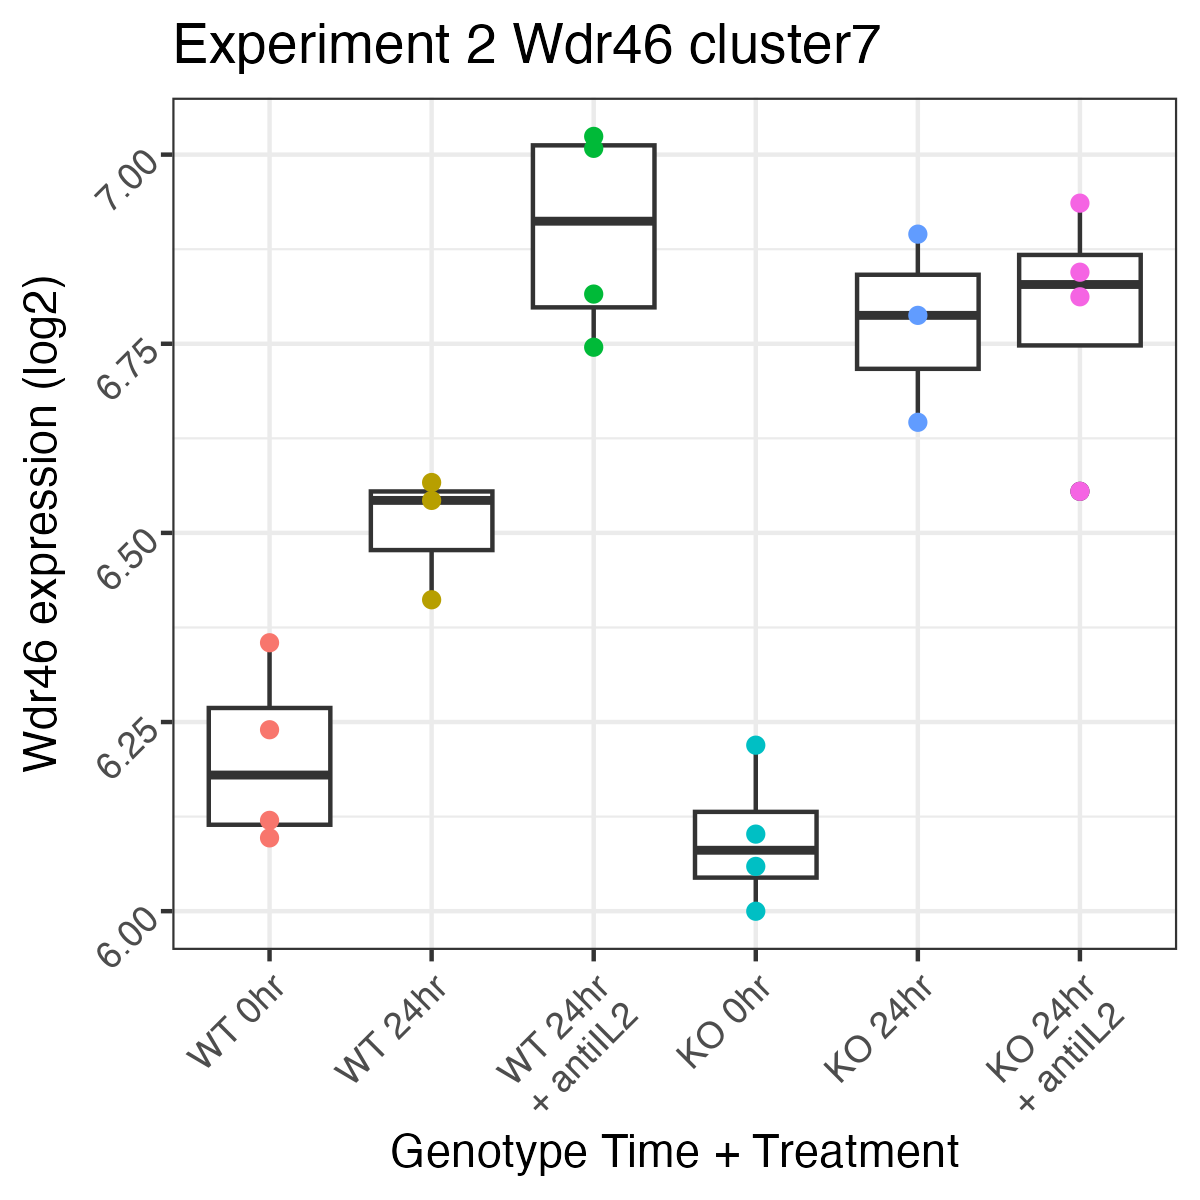 Experiment 2 Wdr46 cluster7
Wdr46 expression (log2)
7.00
6.75
6.50
6.25
6.00
WT 0hr
WT 24hr
WT 24hr
+ antiIL2
KO 0hr
KO 24hr
KO 24hr
+ antiIL2
Genotype Time + Treatment